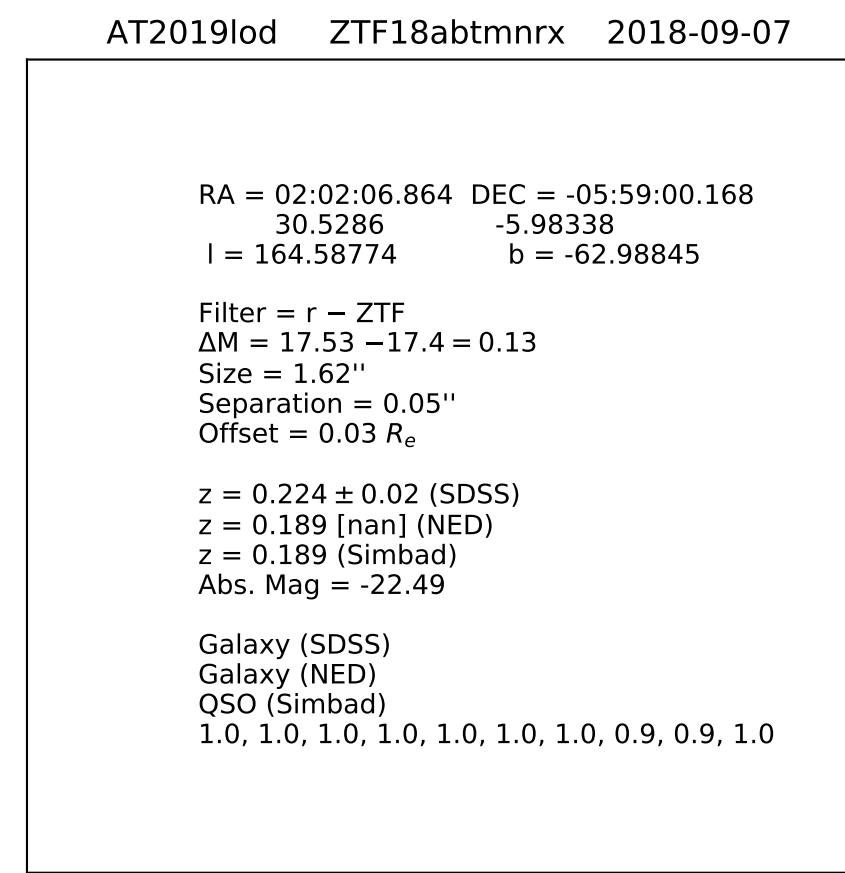 AT2019lod ZTF18abtmnrx 2018-09-07
RA = 02:02:06.864 DEC = -05:59:00.168
30.5286 -5.98338
l = 164.58774 b = -62.98845
Filter = r − ZTF
ΔM = 17.53 −17.4 = 0.13
Size = 1.62''
Separation = 0.05''
Offset = 0.03 Rₑ
z = 0.224 ± 0.02 (SDSS)
z = 0.189 [nan] (NED)
z = 0.189 (Simbad)
Abs. Mag = -22.49
Galaxy (SDSS)
Galaxy (NED)
QSO (Simbad)
1.0, 1.0, 1.0, 1.0, 1.0, 1.0, 1.0, 0.9, 0.9, 1.0